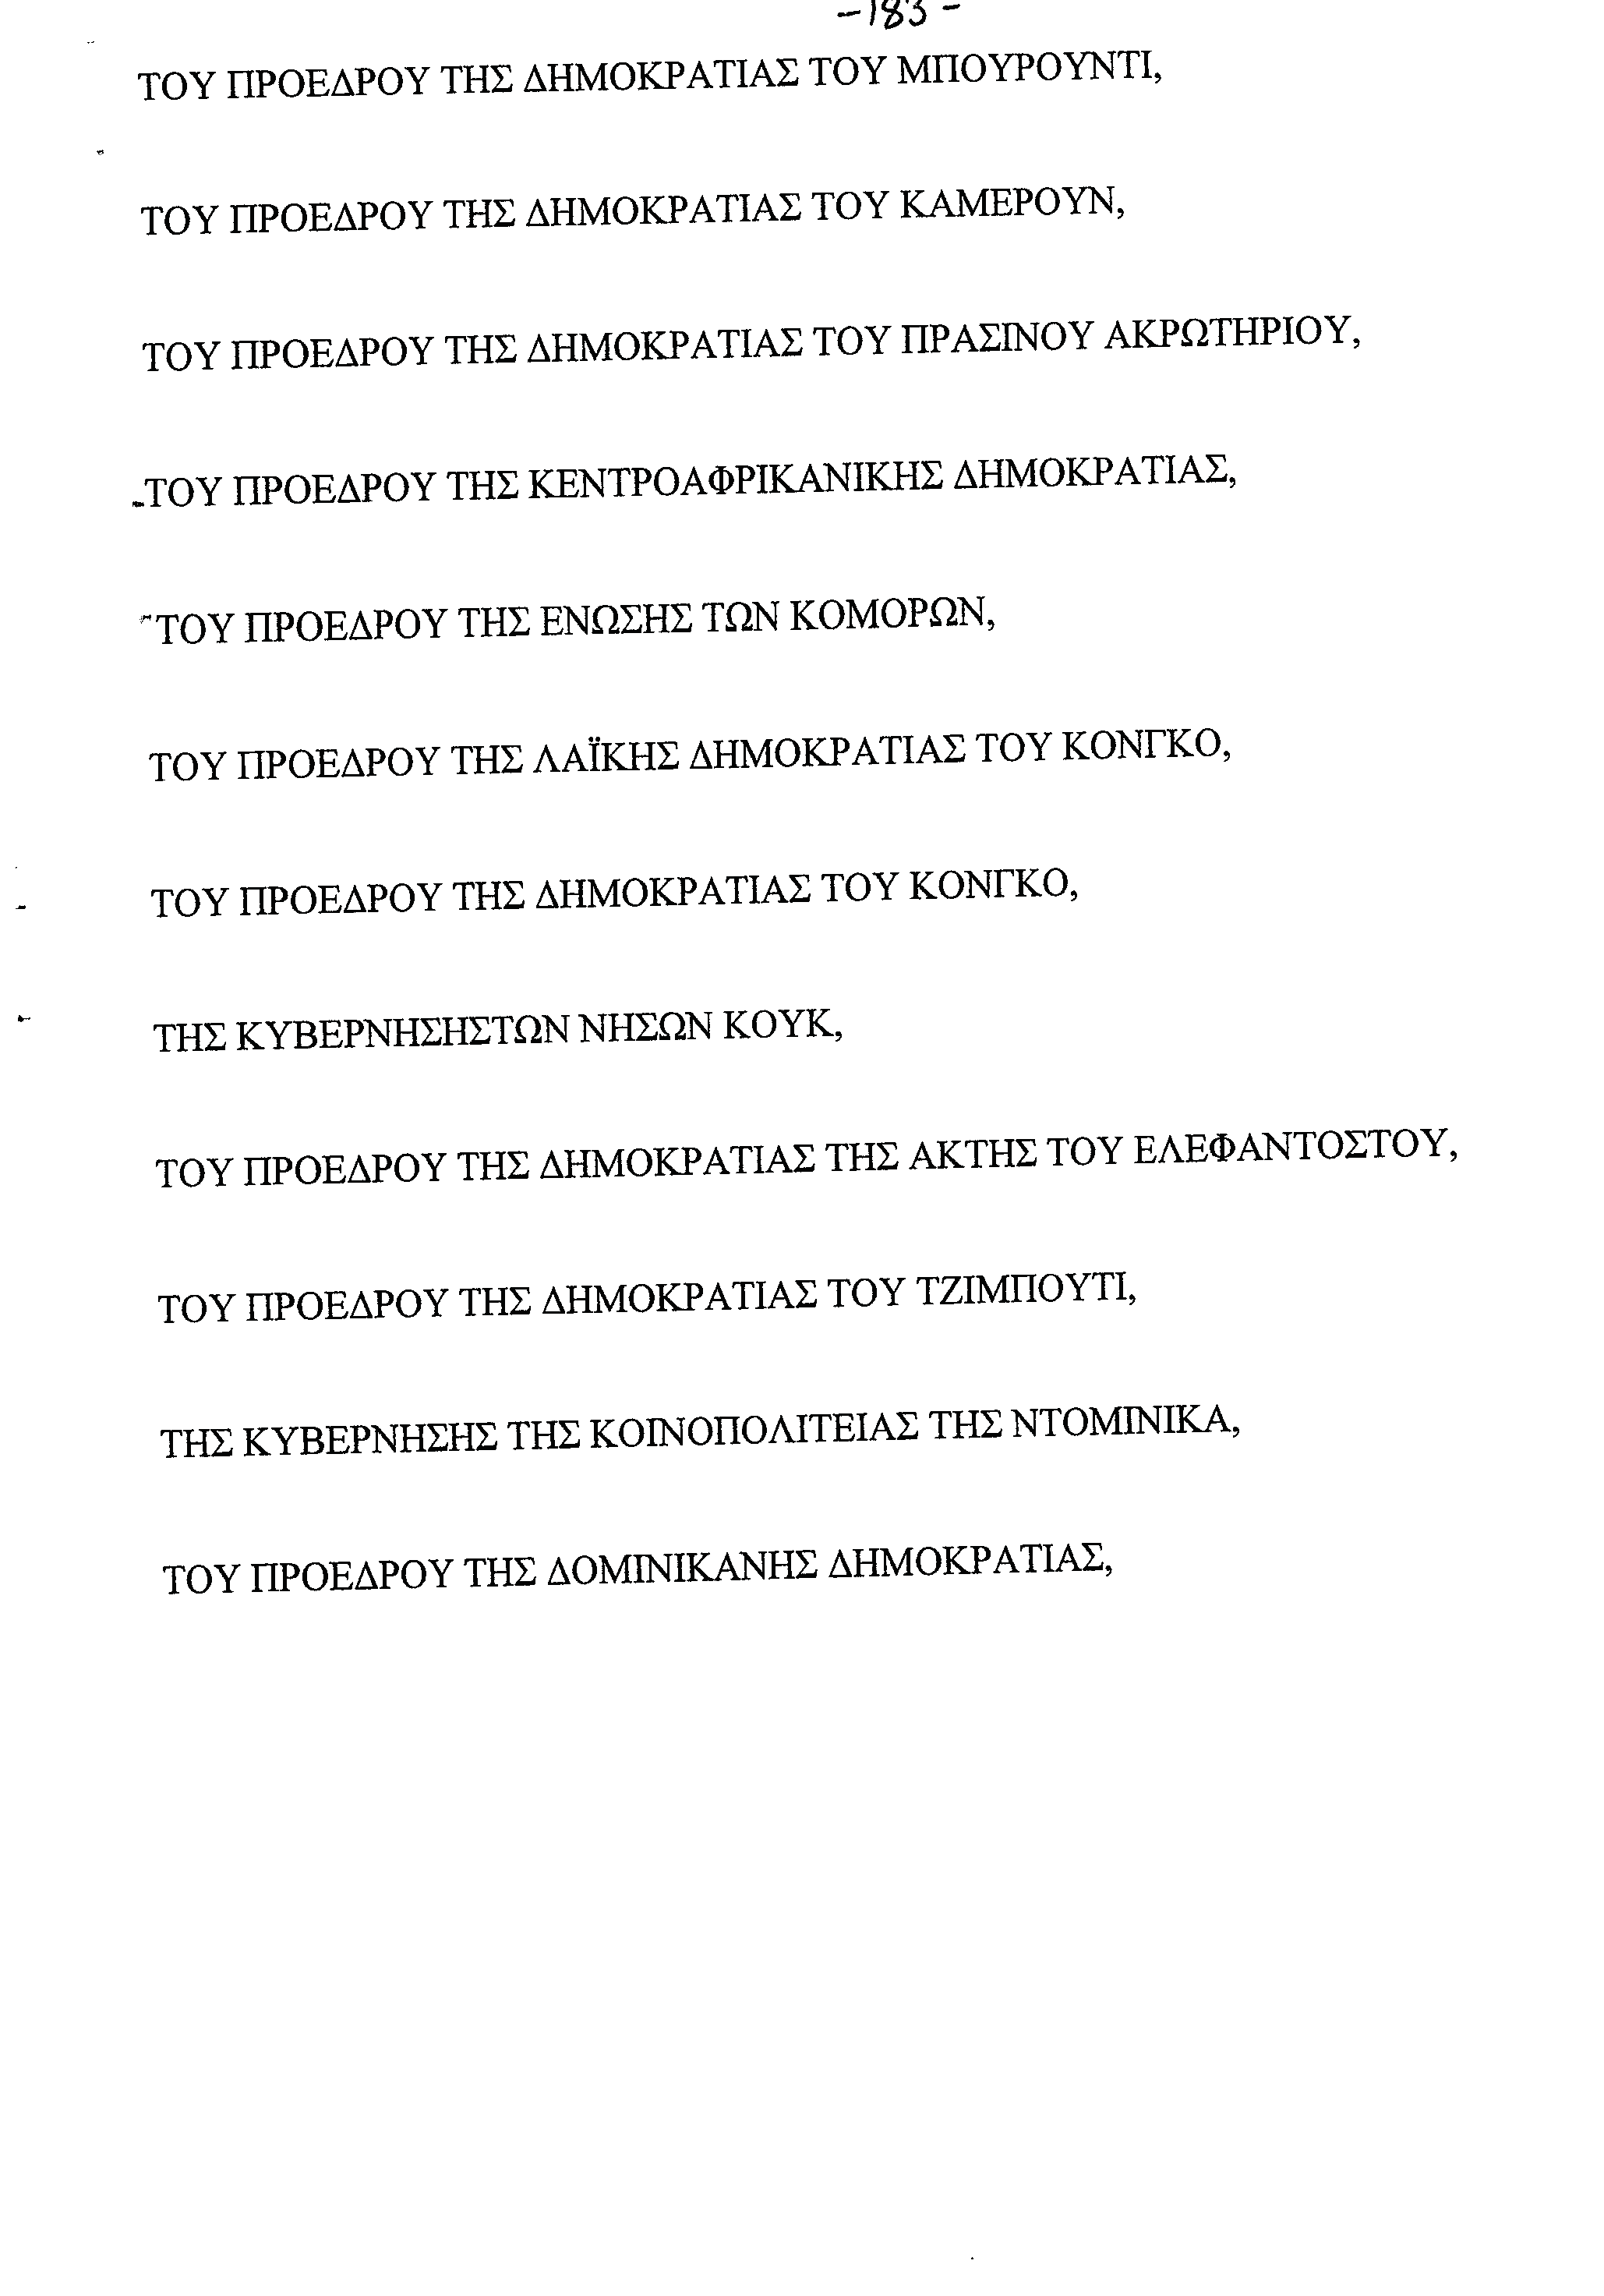 -183-
ΤΟΥ ΠΡΟΕΔΡΟΥ ΤΗΣ ΔΗΜΟΚΡΑΤΙΑΣ ΤΟΥ ΜΠΟΥΡΟΥΝΤΙ,
ΤΟΥ ΠΡΟΕΔΡΟΥ ΤΗΣ ΔΗΜΟΚΡΑΤΙΑΣ ΤΟΥ ΚΑΜΕΡΟΥΝ,
ΤΟΥ ΠΡΟΕΔΡΟΥ ΤΗΣ ΔΗΜΟΚΡΑΤΙΑΣ ΤΟΥ ΠΡΑΣΙΝΟΥ ΑΚΡΩΤΗΡΙΟΥ,
ΤΟΥ ΠΡΟΕΔΡΟΥ ΤΗΣ ΚΕΝΤΡΟΑΦΡΙΚΑΝΙΚΗΣ ΔΗΜΟΚΡΑΤΙΑΣ,
ΤΟΥ ΠΡΟΕΔΡΟΥ ΤΗΣ ΕΝΩΣΗΣ ΤΩΝ ΚΟΜΟΡΩΝ,
ΤΟΥ ΠΡΟΕΔΡΟΥ ΤΗΣ ΛΑΪΚΗΣ ΔΗΜΟΚΡΑΤΙΑΣ ΤΟΥ ΚΟΝΓΚΟ,
ΤΟΥ ΠΡΟΕΔΡΟΥ ΤΗΣ ΔΗΜΟΚΡΑΤΙΑΣ ΤΟΥ ΚΟΝΓΚΟ,
ΤΗΣ ΚΥΒΕΡΝΗΣΗΣΤΩΝ ΝΗΣΩΝ ΚΟΥΚ,
ΤΟΥ ΠΡΟΕΔΡΟΥ ΤΗΣ ΔΗΜΟΚΡΑΤΙΑΣ ΤΗΣ ΑΚΤΗΣ ΤΟΥ ΕΛΕΦΑΝΤΟΣΤΟΥ,
ΤΟΥ ΠΡΟΕΔΡΟΥ ΤΗΣ ΔΗΜΟΚΡΑΤΙΑΣ ΤΟΥ ΤΖΙΜΠΟΥΤΙ,
ΤΗΣ ΚΥΒΕΡΝΗΣΗΣ ΤΗΣ ΚΟΙΝΟΠΟΛΙΤΕΙΑΣ ΤΗΣ ΝΤΟΜΙΝΙΚΑ,
ΤΟΥ ΠΡΟΕΔΡΟΥ ΤΗΣ ΔΟΜΙΝΙΚΑΝΗΣ ΔΗΜΟΚΡΑΤΙΑΣ,